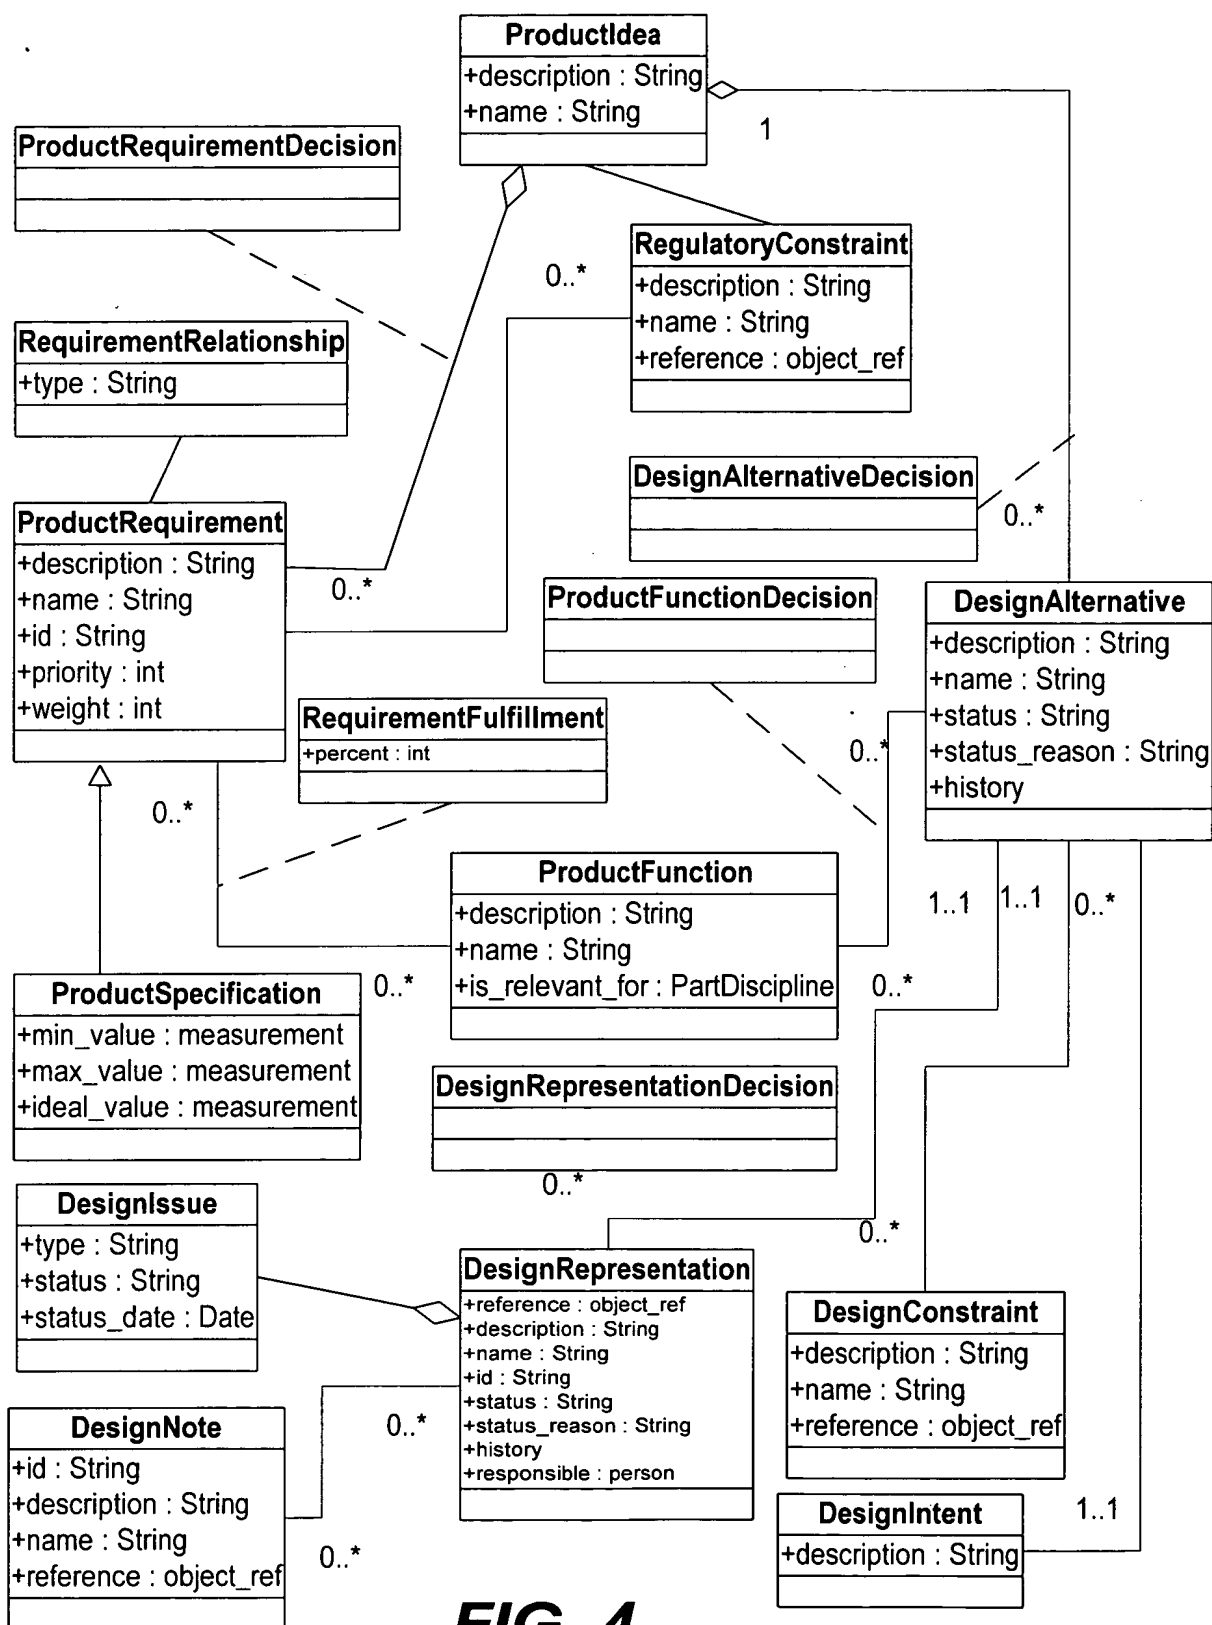 ProductIdea
+description : String
+name : String
1
ProductRequirementDecision
RegulatoryConstraint
+description : String
+name : String
+reference : object_ref
0..*
RequirementRelationship
+type : String
DesignAlternativeDecision
0..*
ProductRequirement
+description : String
+name : String
+id : String
+priority : int
+weight : int
0..*
ProductFunctionDecision
DesignAlternative
+description : String
+name : String
+status : String
+status_reason : String
+history
RequirementFulfillment
+percent : int
0..*
0..*
ProductFunction
+description : String
+name : String
+is_relevant_for : PartDiscipline
1..1
1..1
0..*
0..*
0..*
ProductSpecification
+min_value : measurement
+max_value : measurement
+ideal_value : measurement
DesignRepresentationDecision
0..*
DesignIssue
+type : String
+status : String
+status_date : Date
0..*
DesignRepresentation
+reference : object_ref
+description : String
+name : String
+id : String
+status : String
+status_reason : String
+history
+responsible : person
DesignConstraint
+description : String
+name : String
+reference : object_ref
DesignNote
+id : String
+description : String
+name : String
+reference : object_ref
0..*
0..*
DesignIntent
+description : String
1..1
FIG. 4